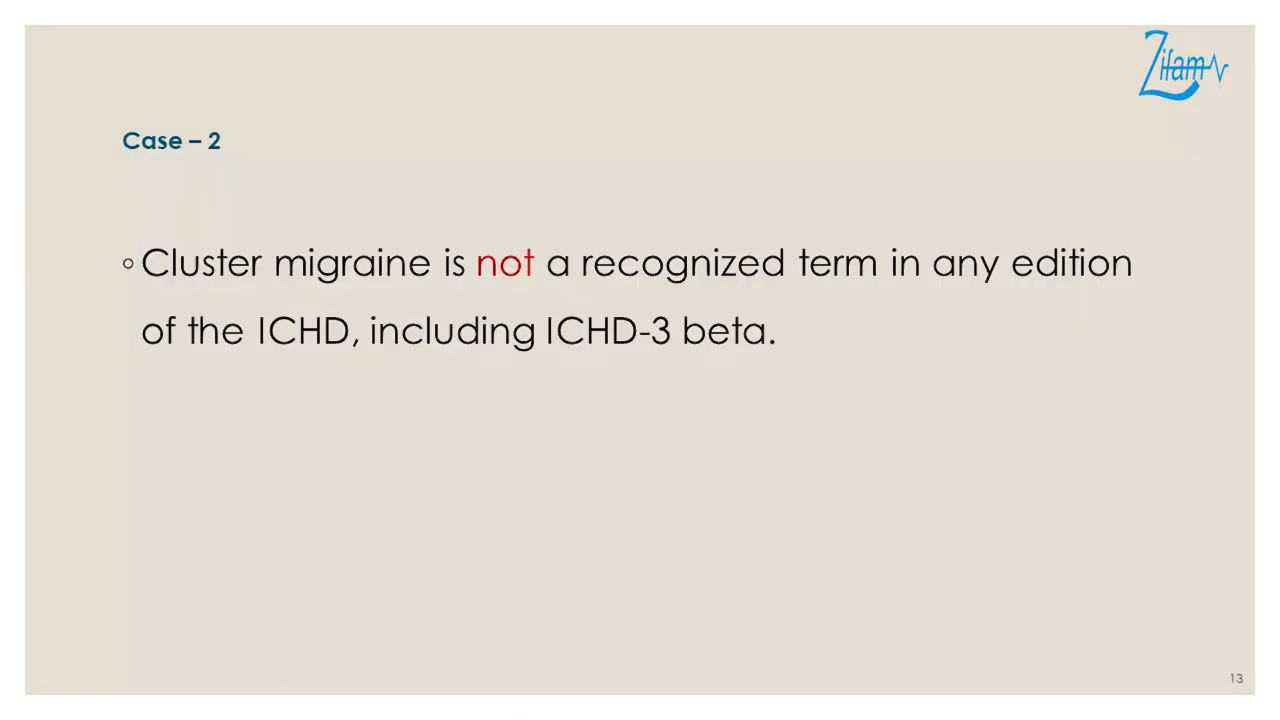 Zifam
Case – 2
◦ Cluster migraine is not a recognized term in any edition
of the ICHD, including ICHD-3 beta.
13